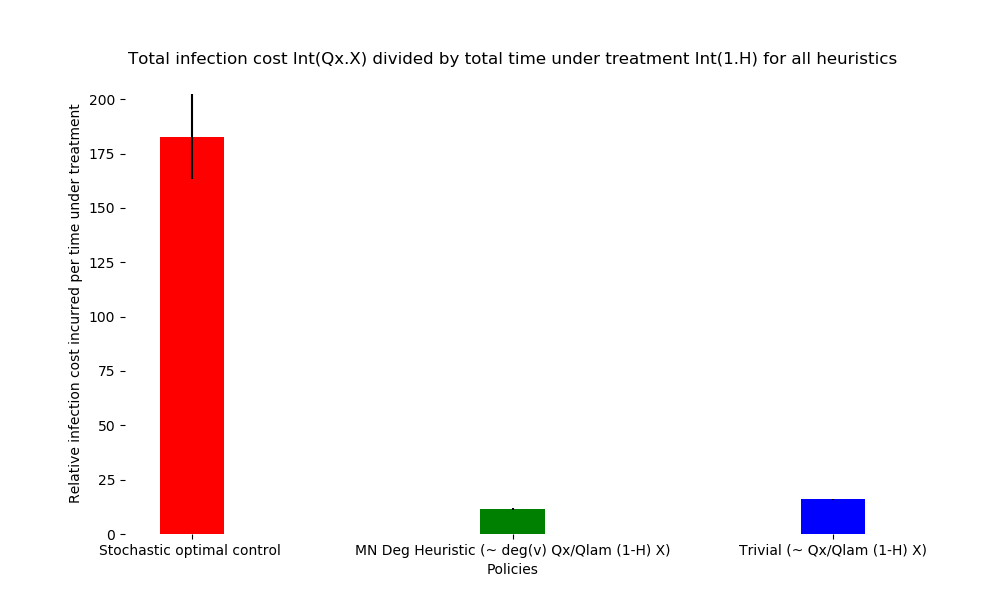 Total infection cost Int(Qx.X) divided by total time under treatment Int(1.H) for all heuristics
Relative infection cost incurred per time under treatment
200
175
150
125
100
75
50
25
0
Stochastic optimal control
MN Deg Heuristic (~ deg(v) Qx/Qlam (1-H) X)
Trivial (~ Qx/Qlam (1-H) X)
Policies